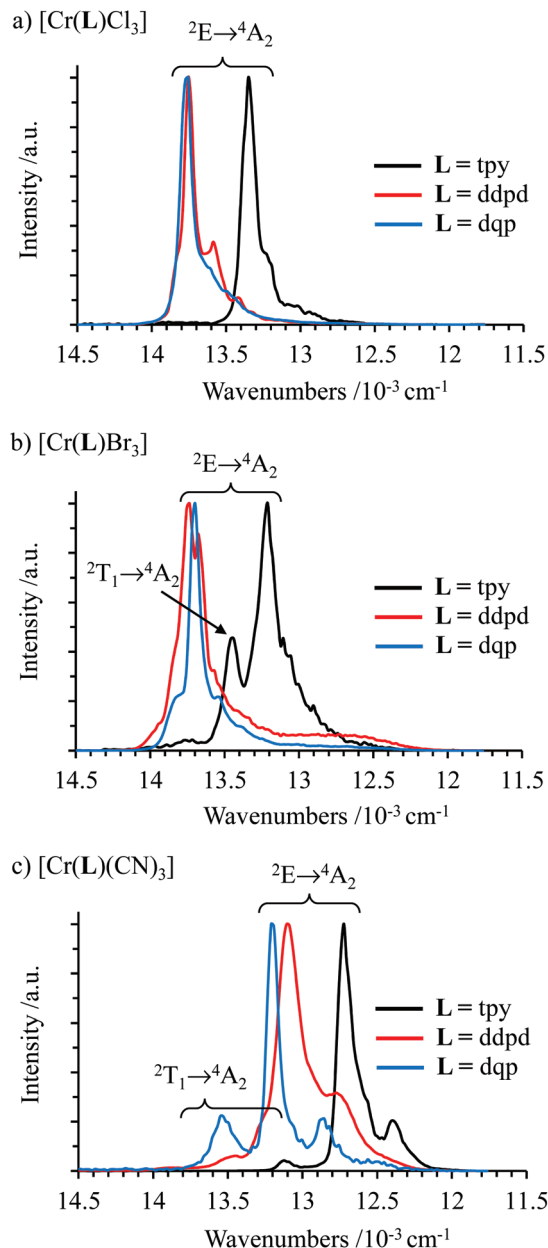 a) [Cr(L)Cl₃]
²E→⁴A₂
Intensity /a.u.
L = tpy
L = ddpd
L = dqp
14.5 14 13.5 13 12.5 12 11.5
Wavenumbers /10⁻³ cm⁻¹
b) [Cr(L)Br₃]
²E→⁴A₂
²T₁→⁴A₂
Intensity /a.u.
L = tpy
L = ddpd
L = dqp
14.5 14 13.5 13 12.5 12 11.5
Wavenumbers /10⁻³ cm⁻¹
c) [Cr(L)(CN)₃]
²E→⁴A₂
Intensity /a.u.
L = tpy
L = ddpd
L = dqp
²T₁→⁴A₂
14.5 14 13.5 13 12.5 12 11.5
Wavenumbers /10⁻³ cm⁻¹